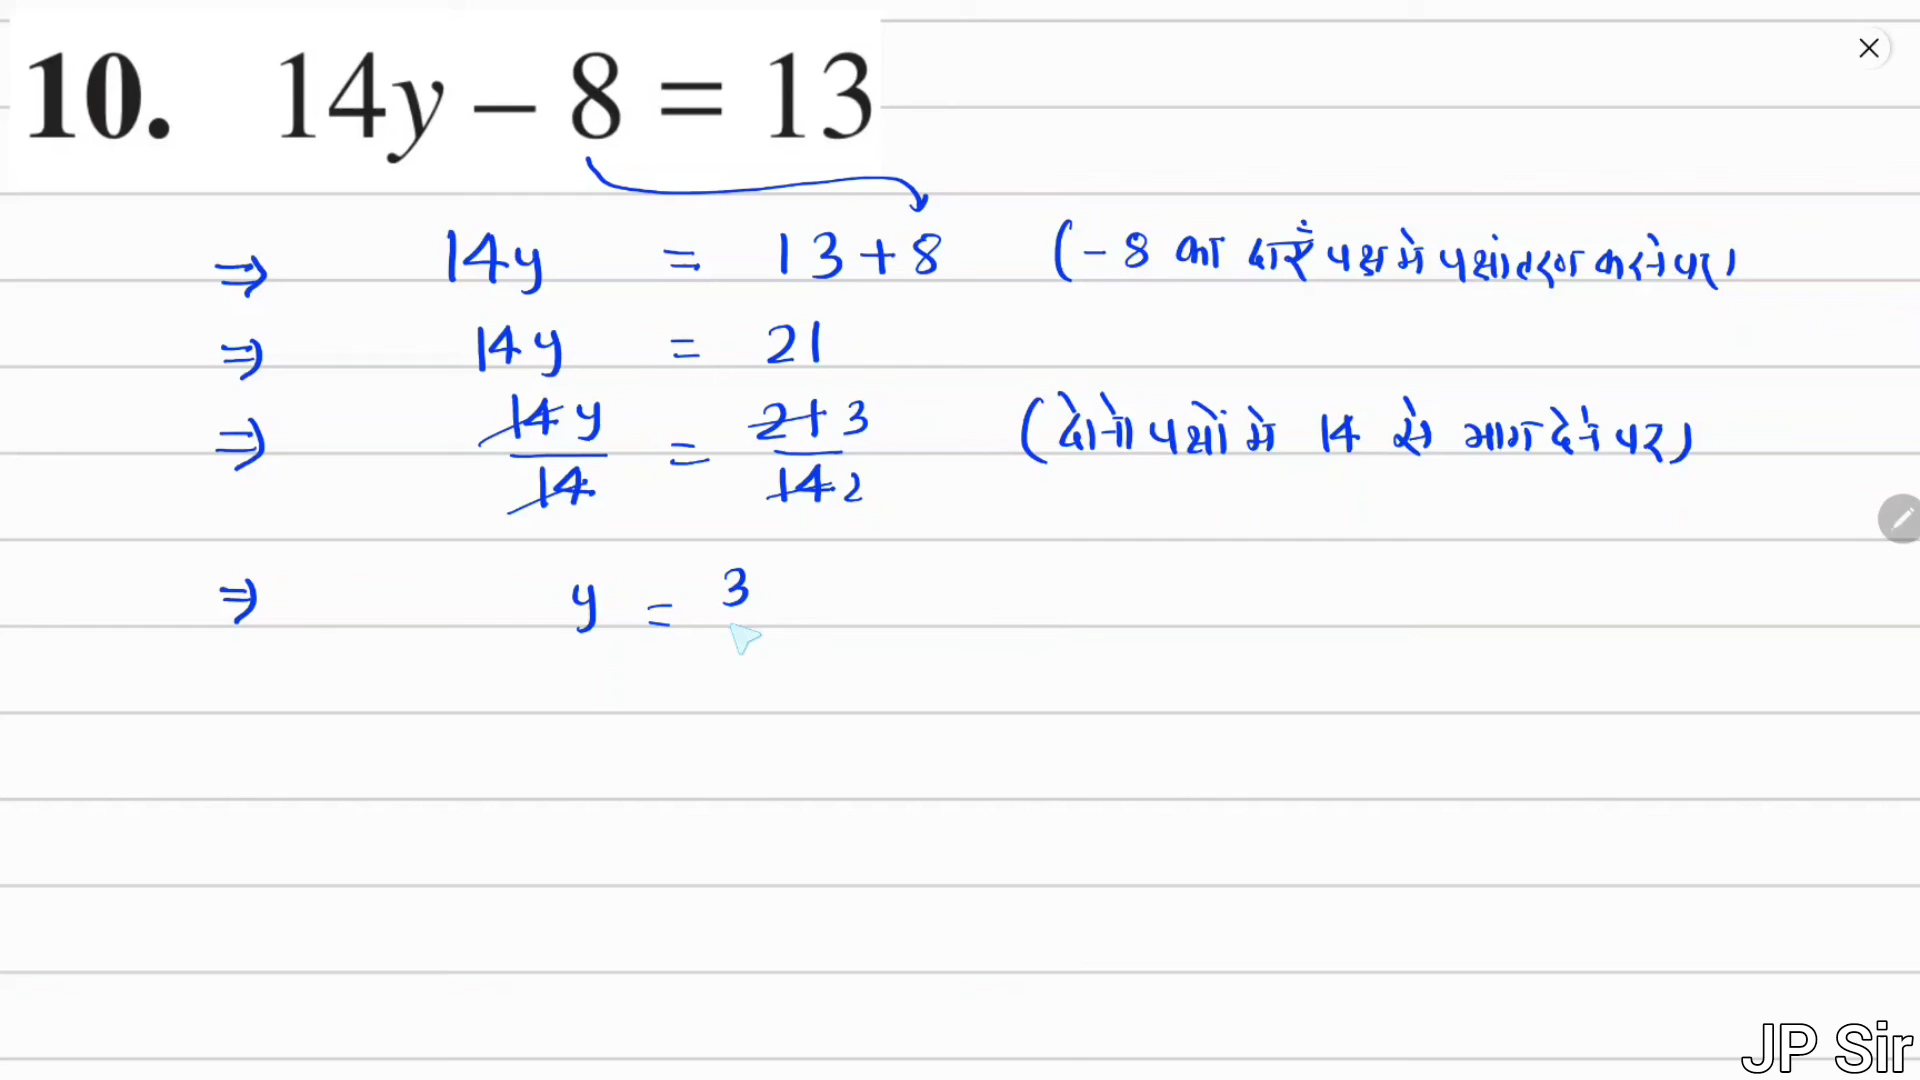 10. 14y – 8 = 13
⇒ 14y = 13 + 8 (-8 का दायें पक्ष में पक्षांतरण करने पर)
⇒ 14y = 21
⇒ 14y/14 = 21 3/14 2 (दोनों पक्षों में 14 से भाग देने पर)
⇒ y = 3
JP Sir